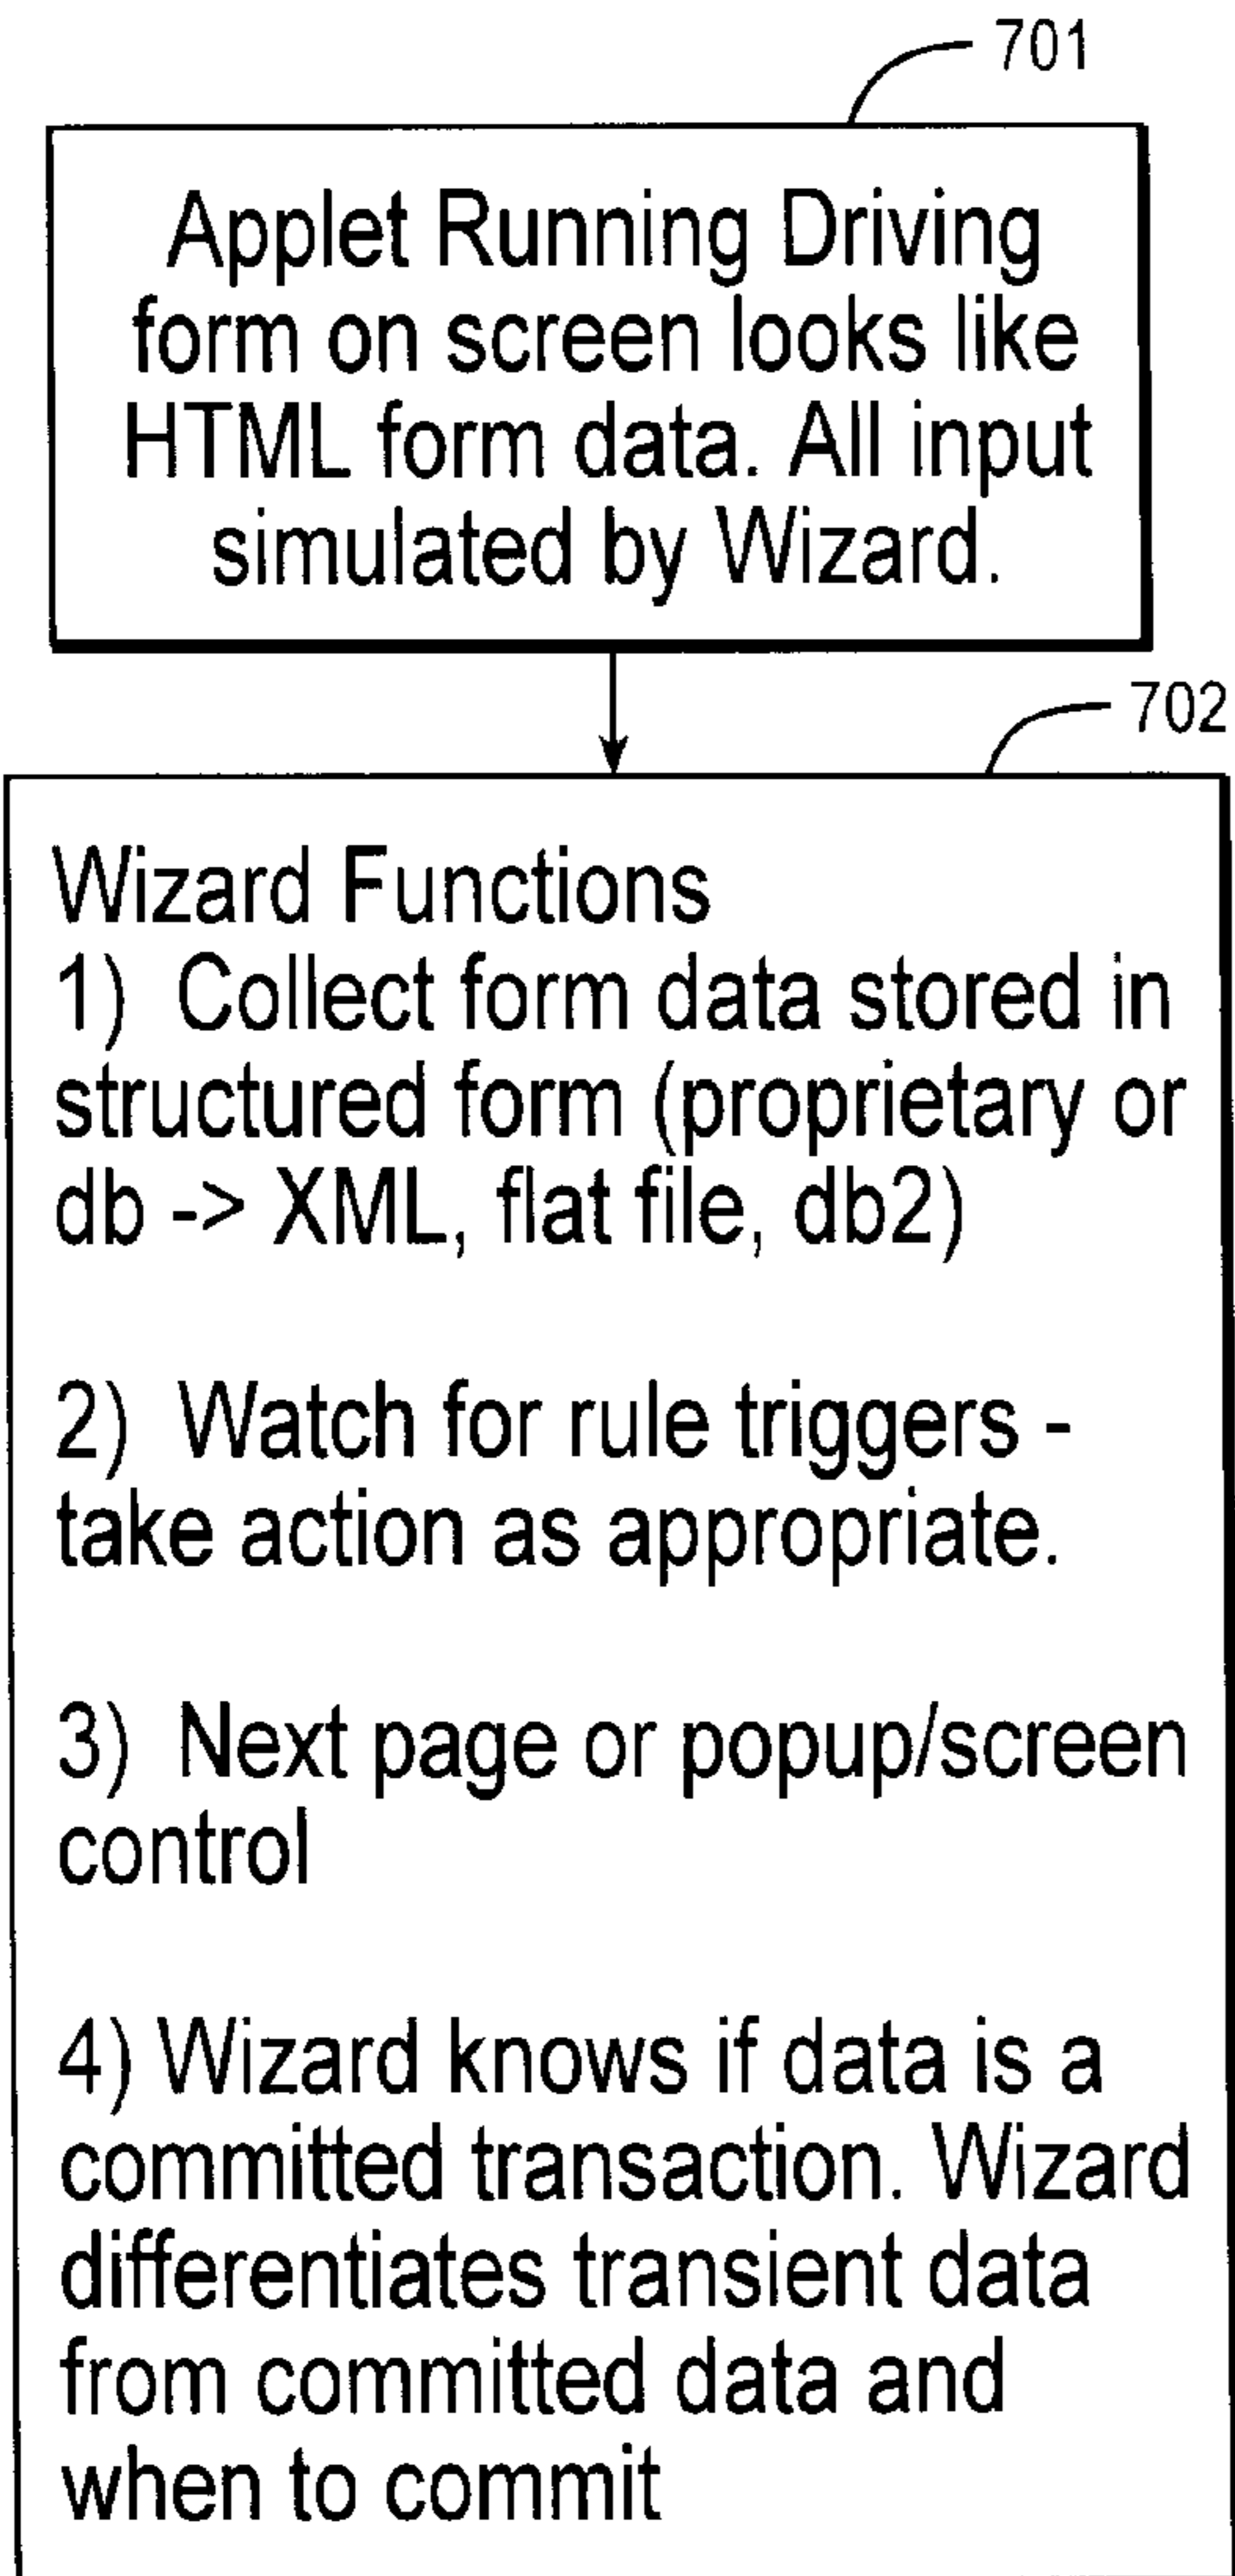 701
Applet Running Driving
form on screen looks like
HTML form data. All input
simulated by Wizard.
702
Wizard Functions
1) Collect form data stored in
structured form (proprietary or
db -> XML, flat file, db2)
2) Watch for rule triggers -
take action as appropriate.
3) Next page or popup/screen
control
4) Wizard knows if data is a
committed transaction. Wizard
differentiates transient data
from committed data and
when to commit